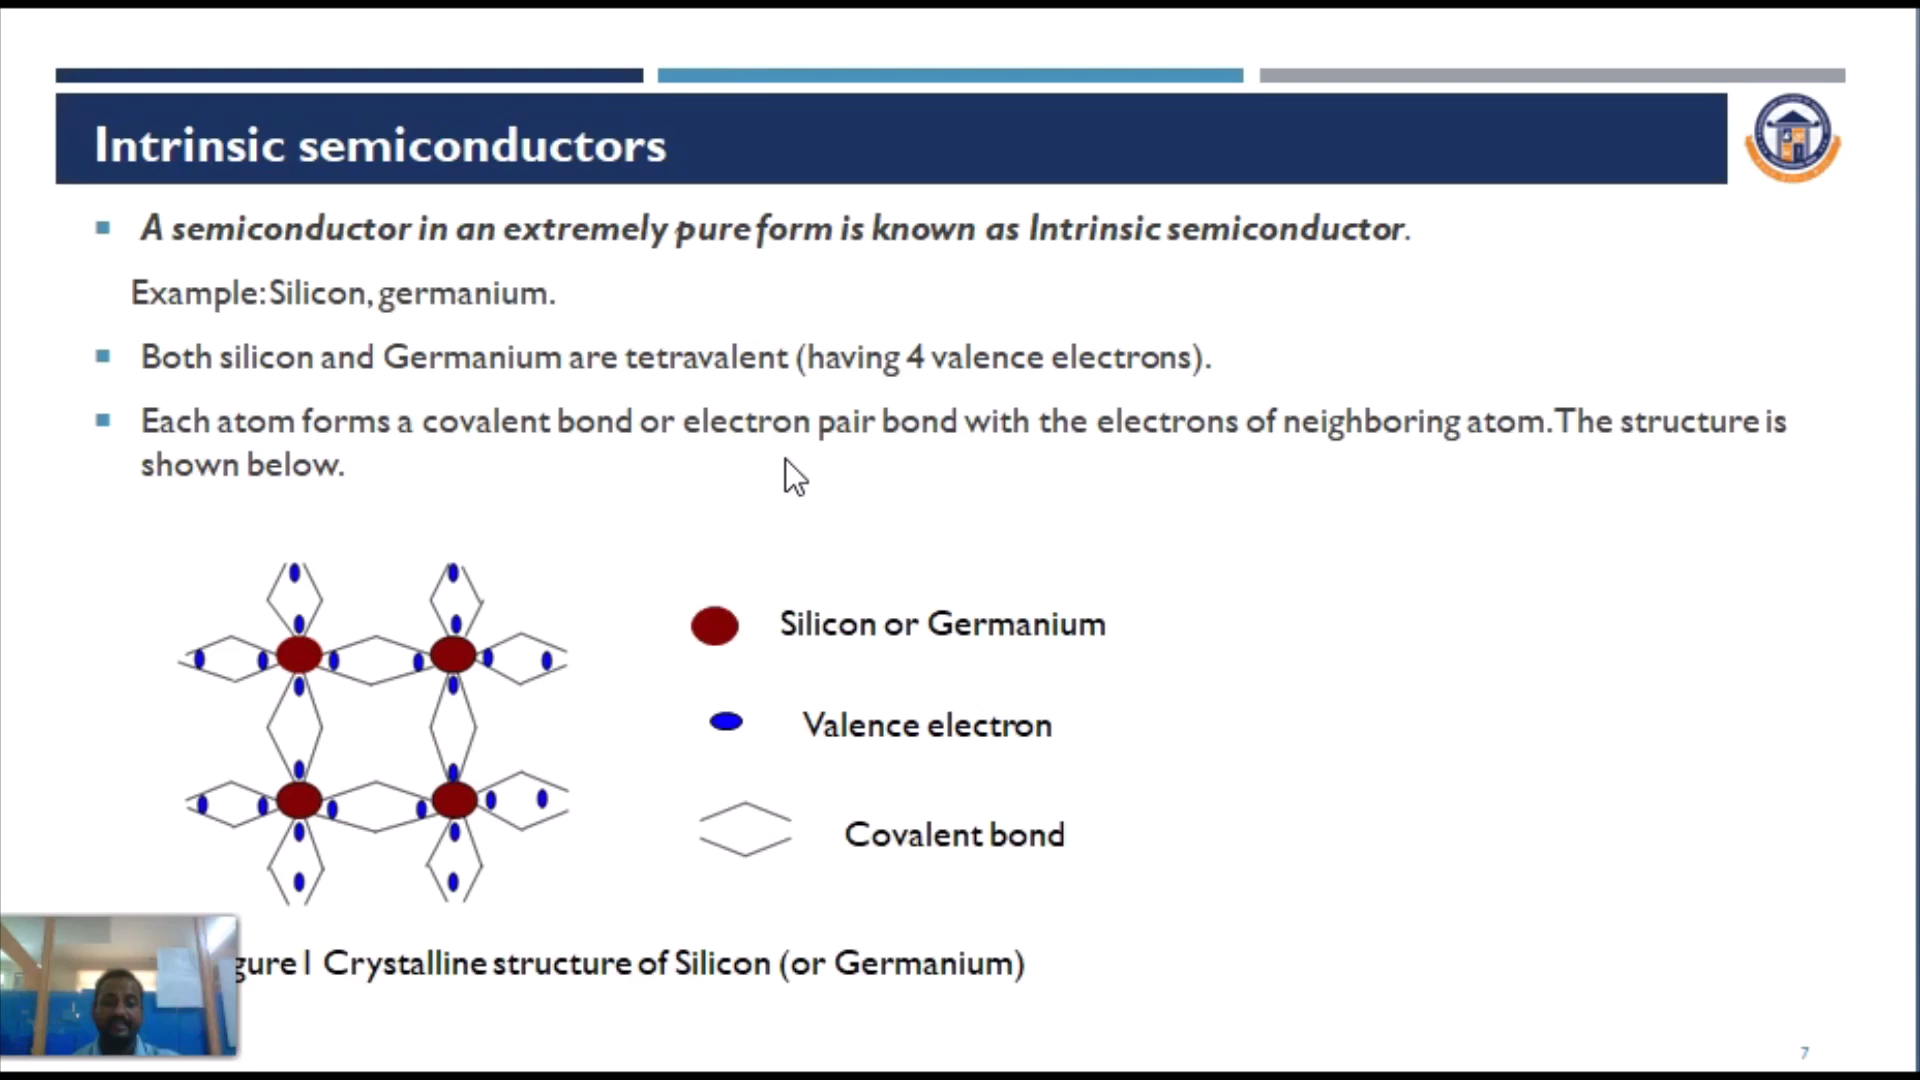 Intrinsic semiconductors
A semiconductor in an extremely pure form is known as Intrinsic semiconductor.
Example: Silicon, germanium.
Both silicon and Germanium are tetravalent (having 4 valence electrons).
Each atom forms a covalent bond or electron pair bond with the electrons of neighboring atom. The structure is
shown below.
Silicon or Germanium
Valence electron
Covalent bond
gure1 Crystalline structure of Silicon (or Germanium)
7